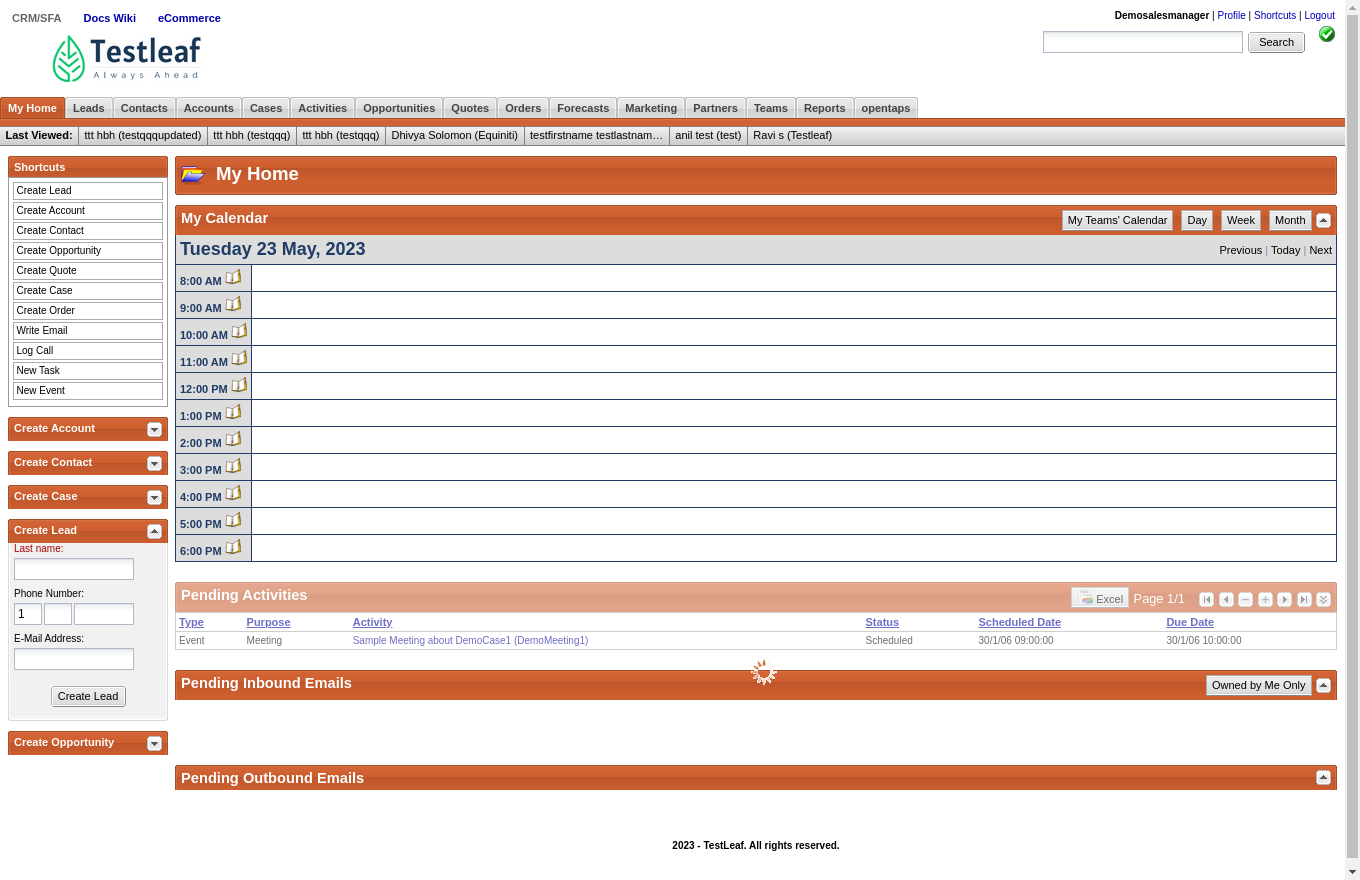 CRM/SFA Docs Wiki eCommerce
Demosalesmanager | Profile | Shortcuts | Logout
Testleaf
Always Ahead
Search
My Home Leads Contacts Accounts Cases Activities Opportunities Quotes Orders Forecasts Marketing Partners Teams Reports opentaps
Last Viewed: ttt hbh (testqqqupdated) ttt hbh (testqqq) ttt hbh (testqqq) Dhivya Solomon (Equiniti) testfirstname testlastnam… anil test (test) Ravi s (Testleaf)
Shortcuts
Create Lead
Create Account
Create Contact
Create Opportunity
Create Quote
Create Case
Create Order
Write Email
Log Call
New Task
New Event
Create Account
Create Contact
Create Case
Create Lead
Last name:
Phone Number:
1
E-Mail Address:
Create Lead
Create Opportunity
My Home
My Calendar My Teams' Calendar Day Week Month
Tuesday 23 May, 2023 Previous | Today | Next
8:00 AM
9:00 AM
10:00 AM
11:00 AM
12:00 PM
1:00 PM
2:00 PM
3:00 PM
4:00 PM
5:00 PM
6:00 PM
Pending Activities Excel Page 1/1
Type Purpose Activity Status Scheduled Date Due Date
Event Meeting Sample Meeting about DemoCase1 (DemoMeeting1) Scheduled 30/1/06 09:00:00 30/1/06 10:00:00
Pending Inbound Emails Owned by Me Only
Pending Outbound Emails
2023 - TestLeaf. All rights reserved.